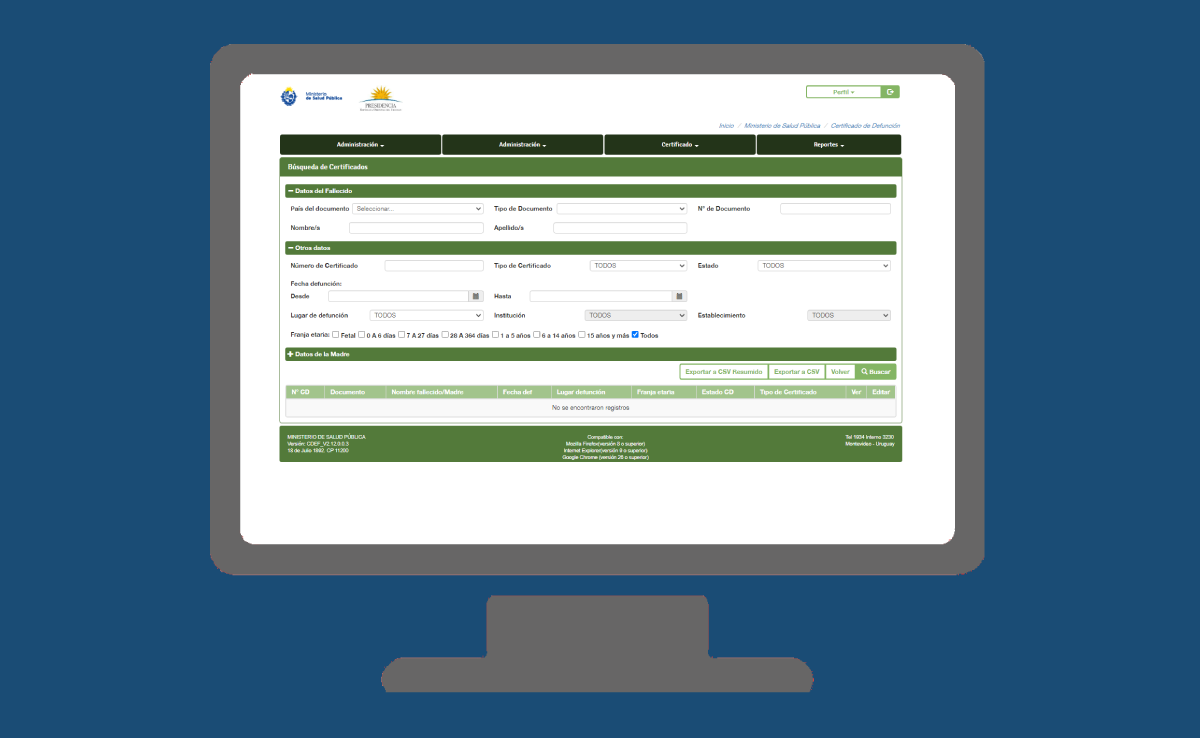 Ministerio
de Salud Pública
PRESIDENCIA
Perfil
Inicio / Ministerio de Salud Pública / Certificado de Defunción
Administración Administración Certificado Reportes
Búsqueda de Certificados
Datos del Fallecido
País del documento Seleccionar... Tipo de Documento N° de Documento
Nombre/s Apellido/s
Otros datos
Número de Certificado Tipo de Certificado TODOS Estado TODOS
Fecha defunción:
Desde Hasta
Lugar de defunción TODOS Institución TODOS Establecimiento TODOS
Franja etaria: Fetal 0 A 6 días 7 A 27 días 28 A 364 días 1 a 5 años 6 a 14 años 15 años y más Todos
Datos de la Madre
Exportar a CSV Resumido Exportar a CSV Volver Buscar
N° CD Documento Nombre fallecido/Madre Fecha def Lugar defunción Franja etaria Estado CD Tipo de Certificado Ver Editar
No se encontraron registros
MINISTERIO DE SALUD PÚBLICA Compatible con: Tel 1934 Interno 3230
Versión: CDEF_V2.12.0.0.3 Mozilla Firefox(versión 5 o superior) Montevideo - Uruguay
18 de Julio 1892. CP 11200 Internet Explorer(versión 9 o superior)
Google Chrome (versión 26 o superior)